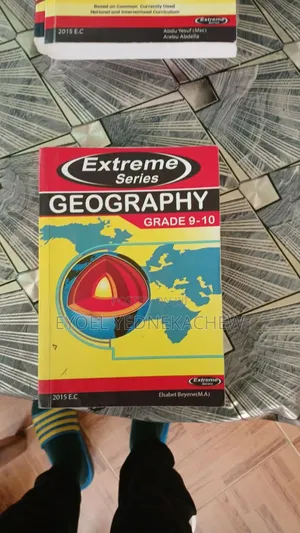 Based on Common Currently Used
National and International Curriculum
2015 E.C
Abdu Yesuf (Msc)
Arebu Abdella
Extreme
Series
Extreme
Series
GEOGRAPHY
GRADE 9-10
EYOEL YEDNEKACHEW
Extreme
Series
2015 E.C
Elsabet Beyene(M.A)